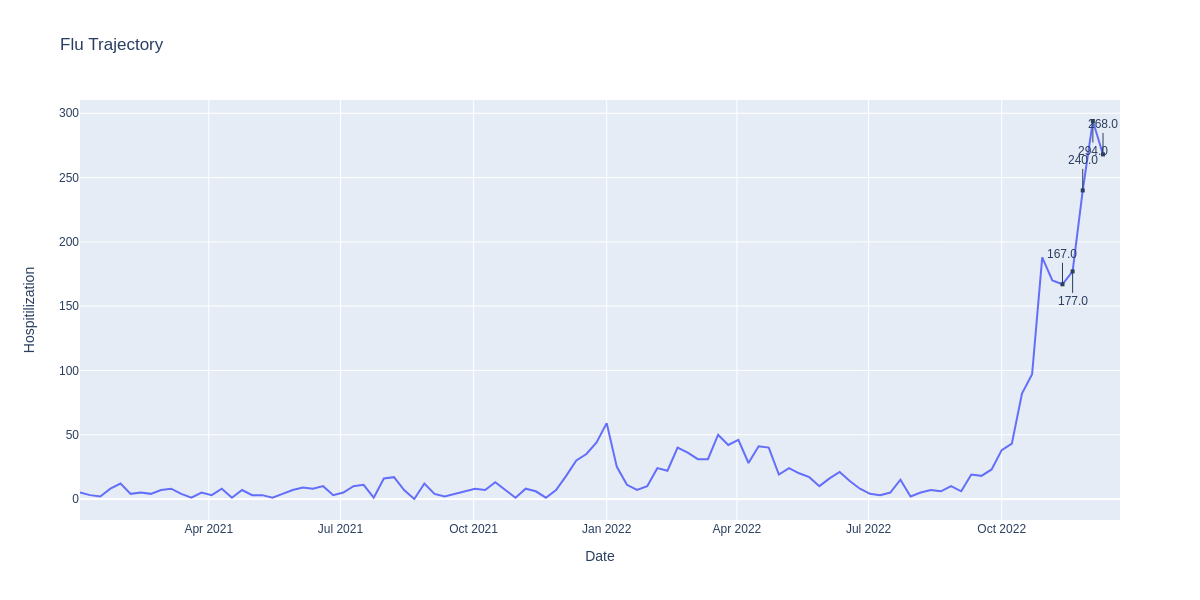 Flu Trajectory
300
250
200
150
100
50
0
Hospitilization
268.0
294.0
240.0
167.0
177.0
Apr 2021
Jul 2021
Oct 2021
Jan 2022
Apr 2022
Jul 2022
Oct 2022
Date